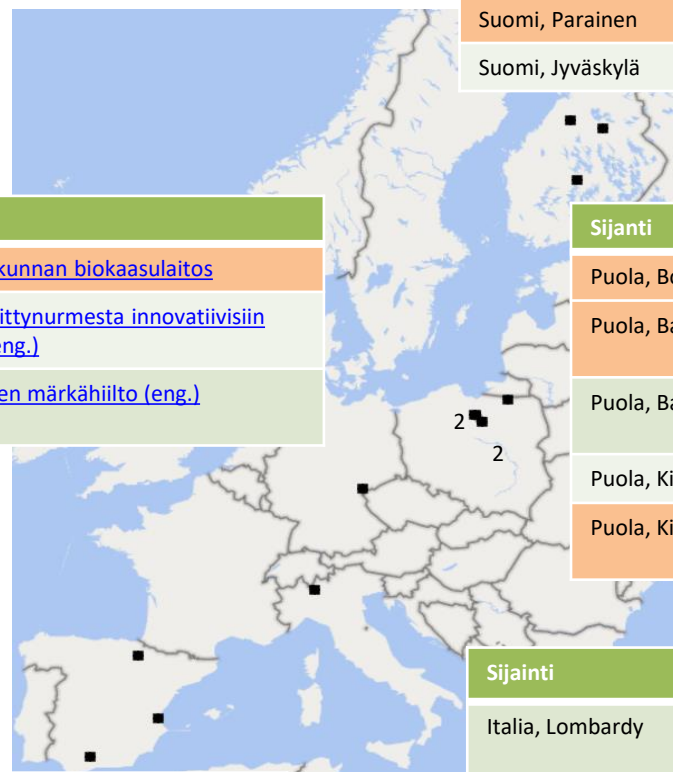 Suomi, Parainen
Suomi, Jyväskylä
kunnan biokaasulaitos
ittynurmesta innovatiivisiin
eng.)
en märkähiilto (eng.)
Sijanti
Puola, Bo
Puola, Ba
Puola, Ba
Puola, Ki
Puola, Ki
2
2
Sijainti
Italia, Lombardy